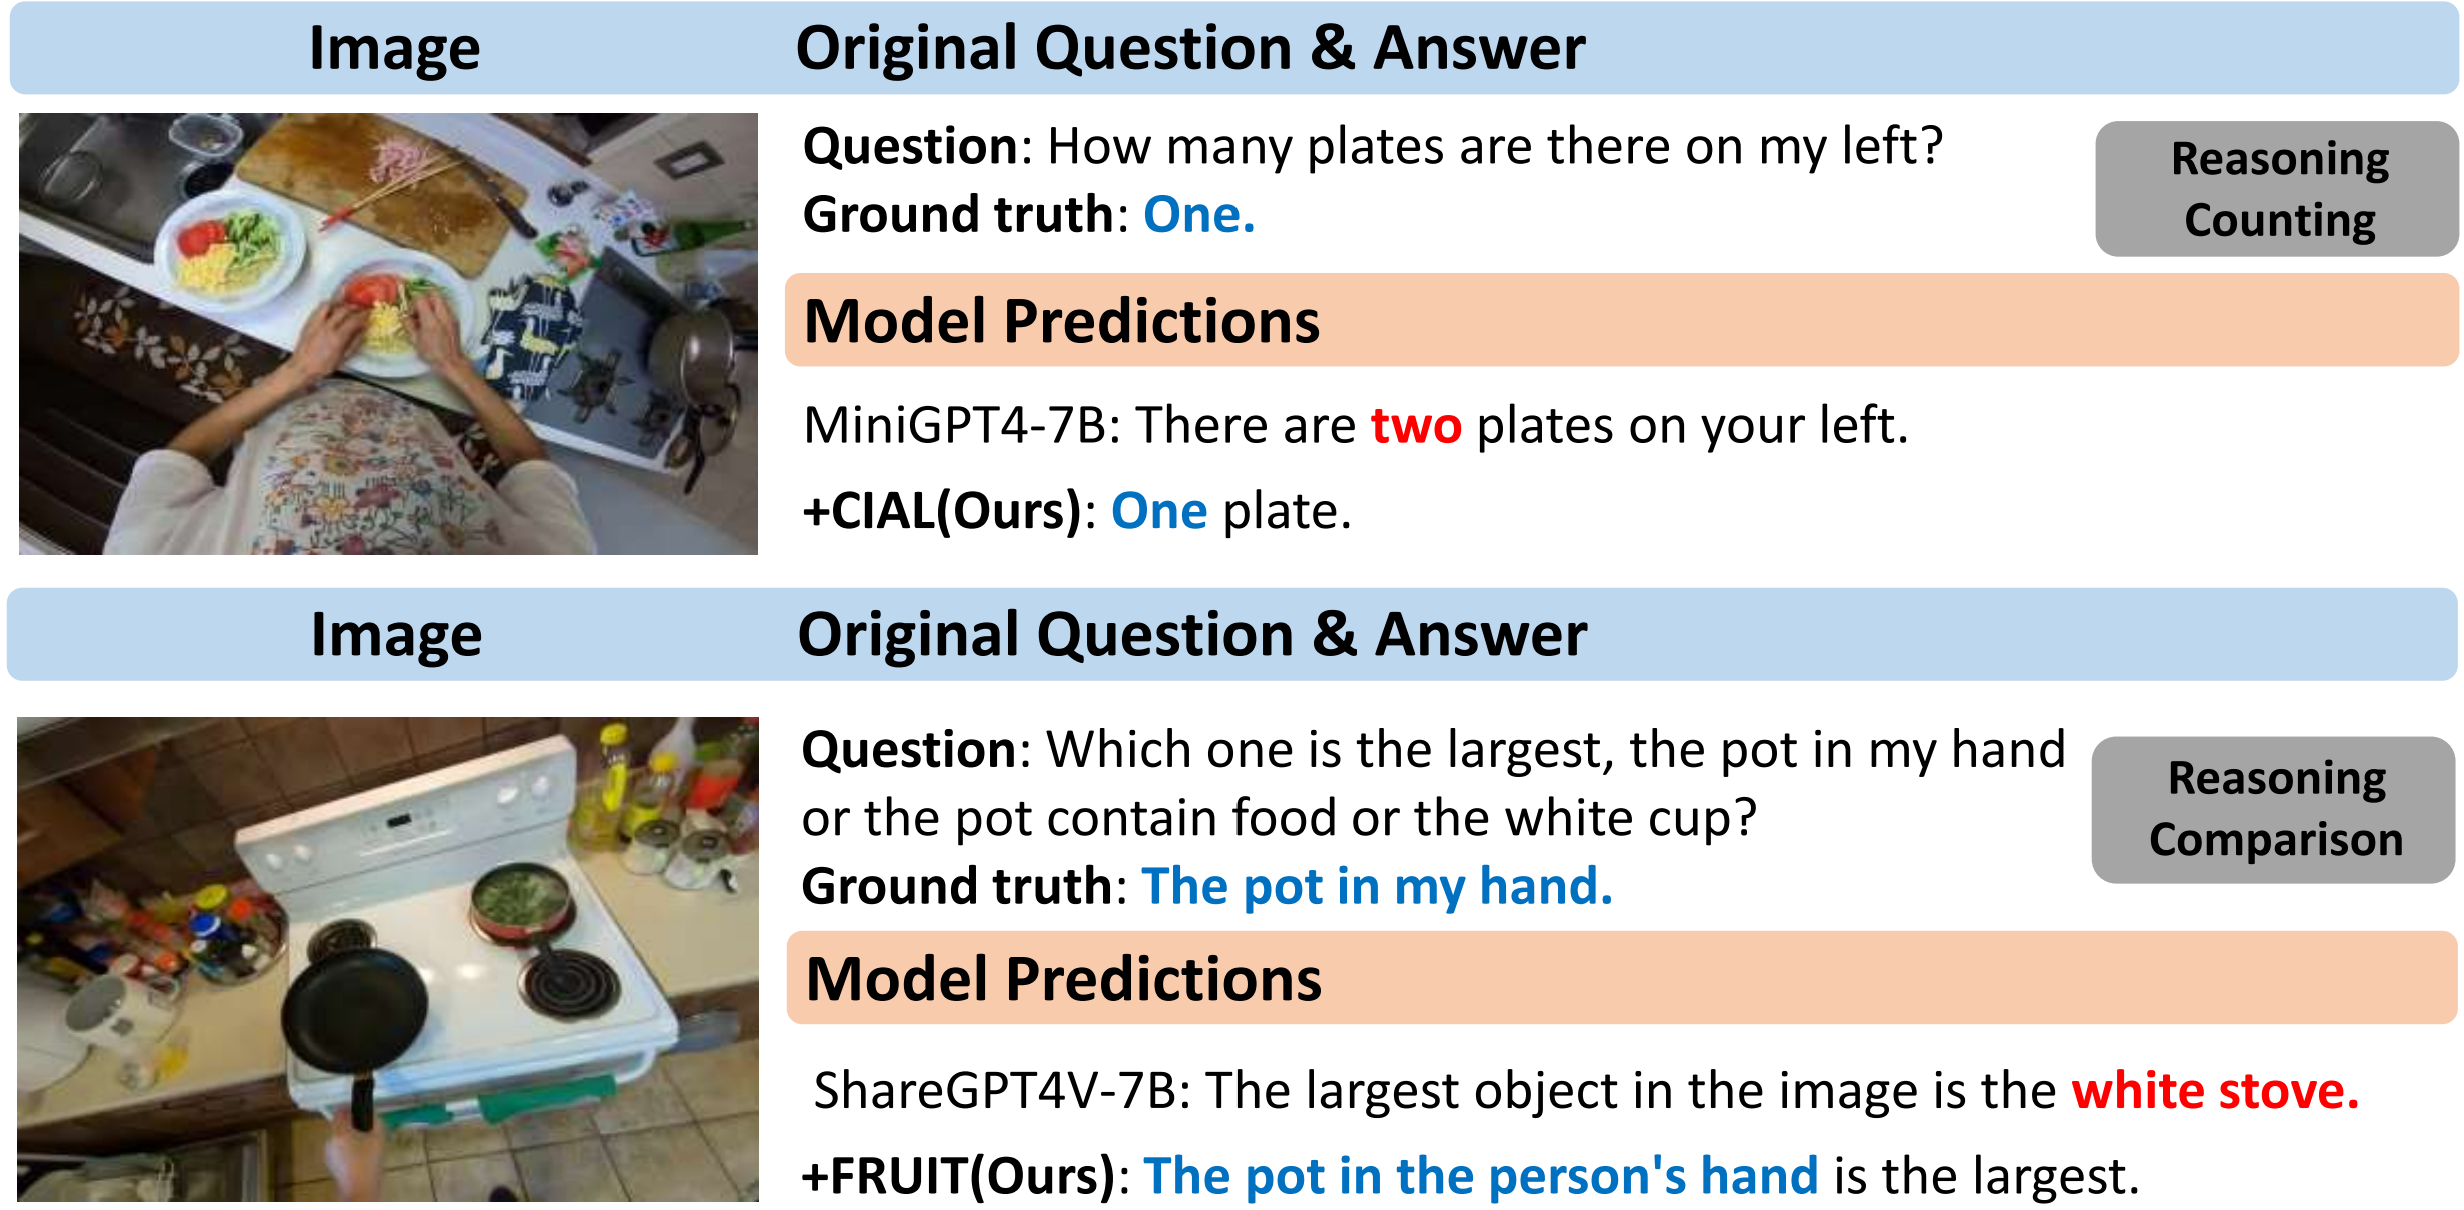 Image
Original Question & Answer
Question: How many plates are there on my left?
Ground truth: One.
Reasoning
Counting
Model Predictions
MiniGPT4-7B: There are two plates on your left.
+CIAL(Ours): One plate.
Image
Original Question & Answer
Question: Which one is the largest, the pot in my hand
or the pot contain food or the white cup?
Ground truth: The pot in my hand.
Reasoning
Comparison
Model Predictions
ShareGPT4V-7B: The largest object in the image is the white stove.
+FRUIT(Ours): The pot in the person's hand is the largest.